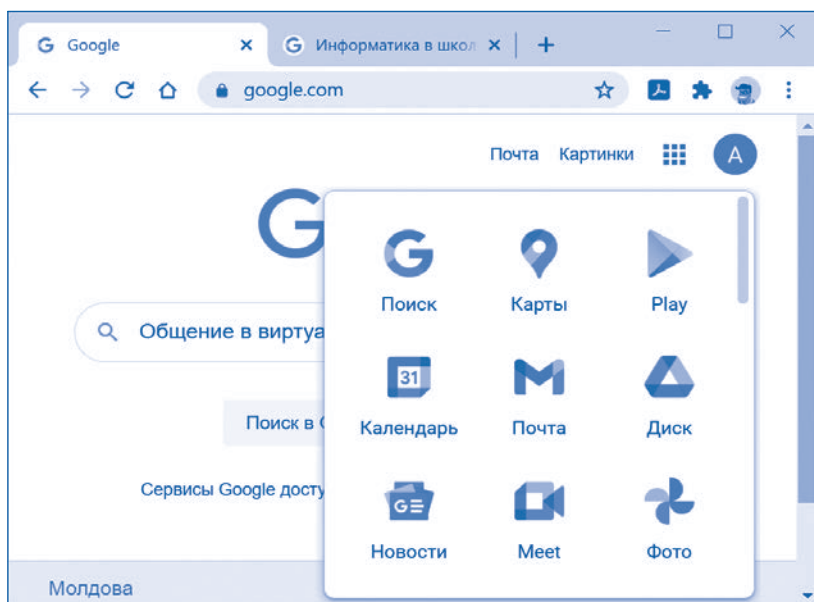 Google
Информатика в школ
google.com
Почта Картинки
A
G
Поиск Карты Play
Общение в виртуа
31
Календарь Почта Диск
Поиск в
Сервисы Google досту
G
Новости Meet Фото
Молдова